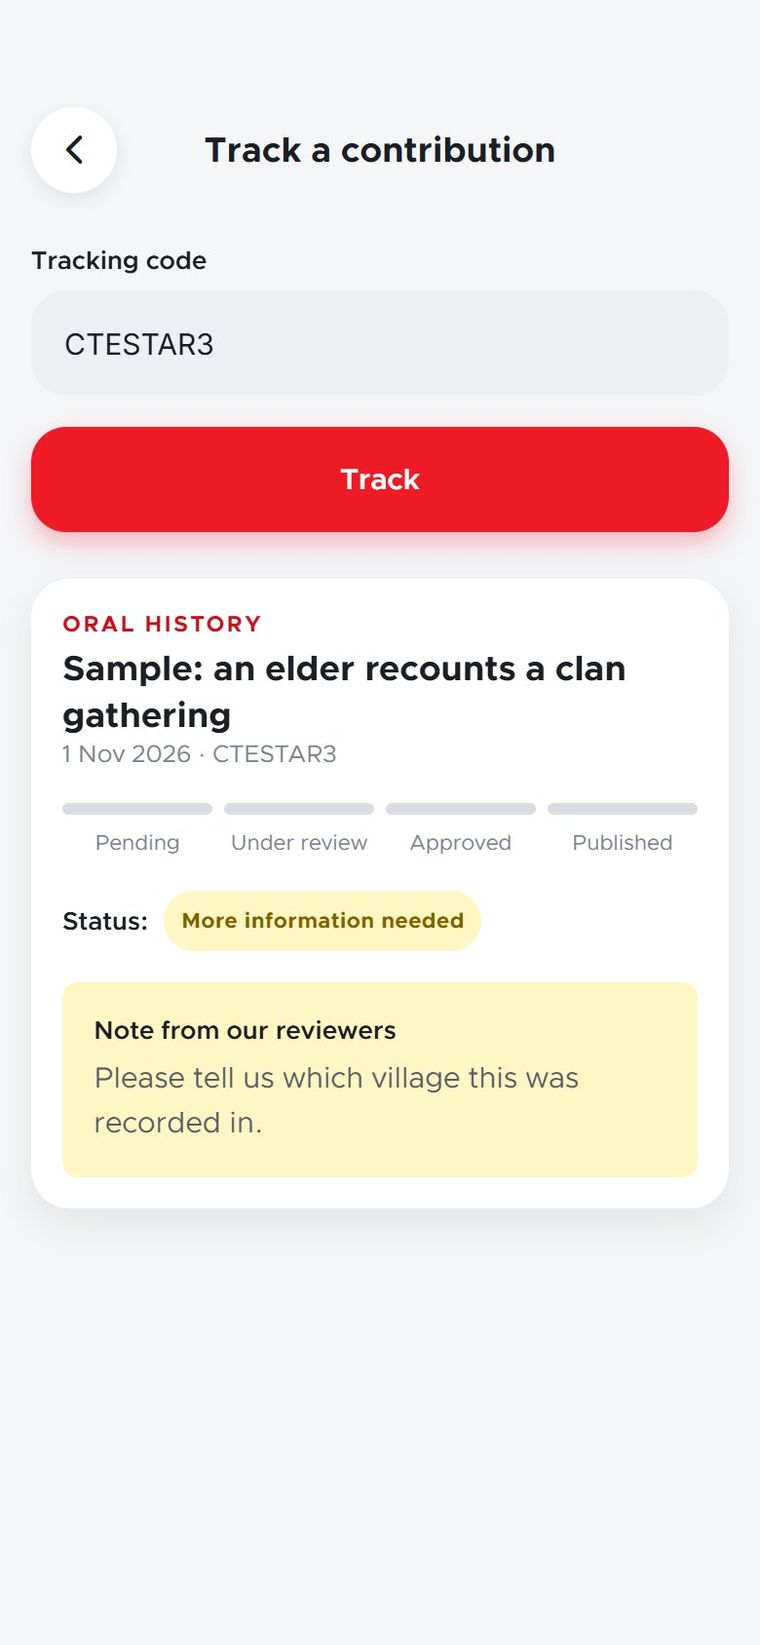 Track a contribution
Tracking code
CTESTAR3
Track
ORAL HISTORY
Sample: an elder recounts a clan
gathering
1 Nov 2026 · CTESTAR3
Pending Under review Approved Published
Status: More information needed
Note from our reviewers
Please tell us which village this was
recorded in.